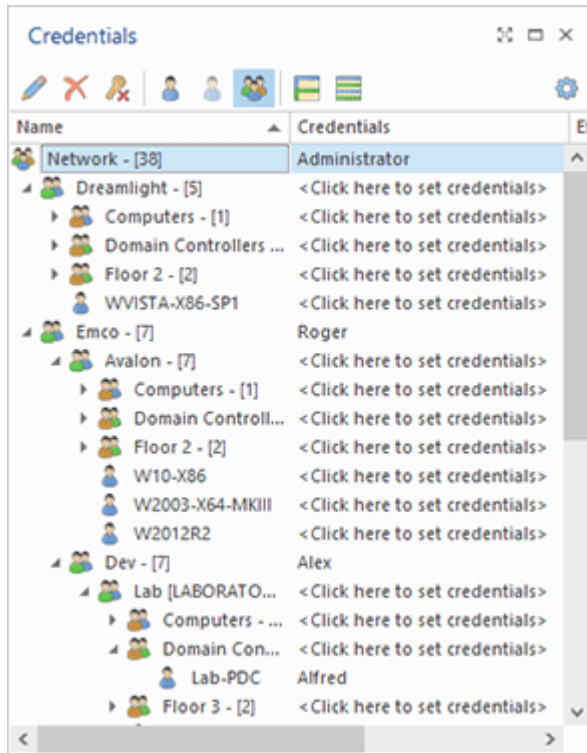 Credentials
Name Credentials
Network - [38] Administrator
Dreamlight - [5] <Click here to set credentials>
Computers - [1] <Click here to set credentials>
Domain Controllers ... <Click here to set credentials>
Floor 2 - [2] <Click here to set credentials>
WVISTA-X86-SP1 <Click here to set credentials>
Emco - [7] Roger
Avalon - [7] <Click here to set credentials>
Computers - [1] <Click here to set credentials>
Domain Controll... <Click here to set credentials>
Floor 2 - [2] <Click here to set credentials>
W10-X86 <Click here to set credentials>
W2003-X64-MKIII <Click here to set credentials>
W2012R2 <Click here to set credentials>
Dev - [7] Alex
Lab [LABORATO... <Click here to set credentials>
Computers - ... <Click here to set credentials>
Domain Con... <Click here to set credentials>
Lab-PDC Alfred
Floor 3 - [2] <Click here to set credentials>